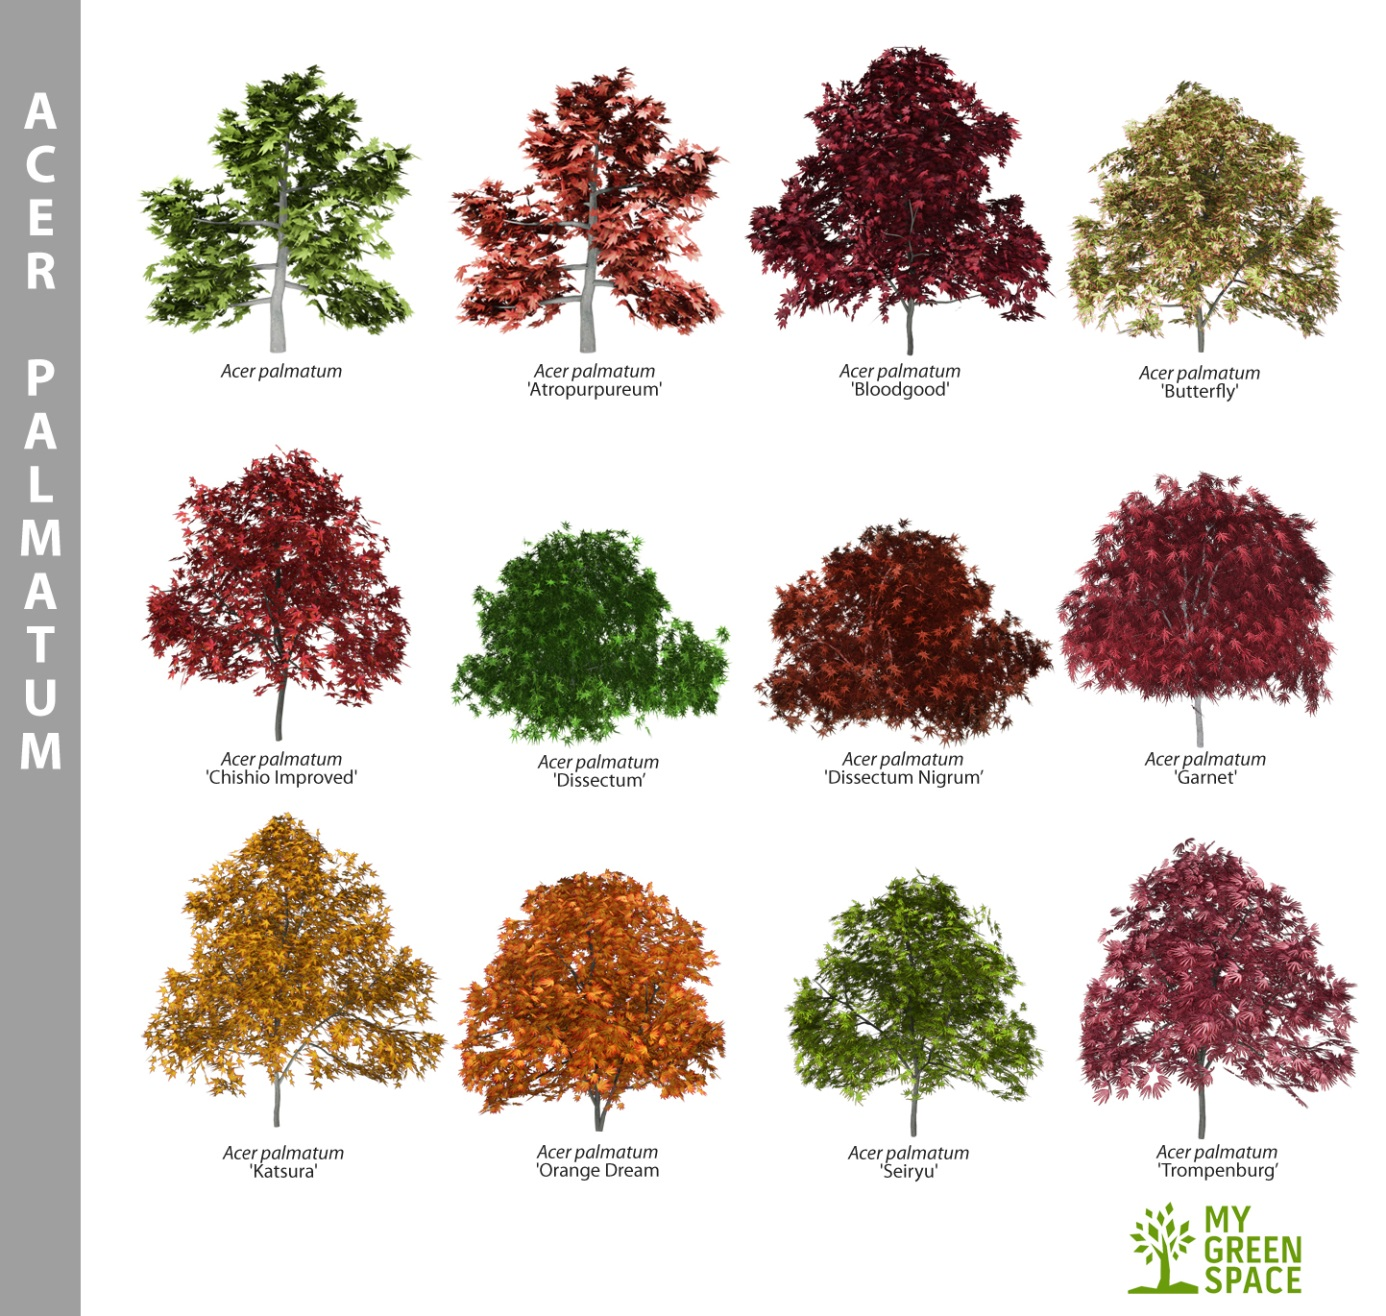 ACER PALMATUM
Acer palmatum
Acer palmatum
'Atropurpureum'
Acer palmatum
'Bloodgood'
Acer palmatum
'Butterfly'
Acer palmatum
'Chishio Improved'
Acer palmatum
'Dissectum'
Acer palmatum
'Dissectum Nigrum'
Acer palmatum
'Garnet'
Acer palmatum
'Katsura'
Acer palmatum
'Orange Dream
Acer palmatum
'Seiryu'
Acer palmatum
'Trompenburg'
MY
GREEN
SPACE